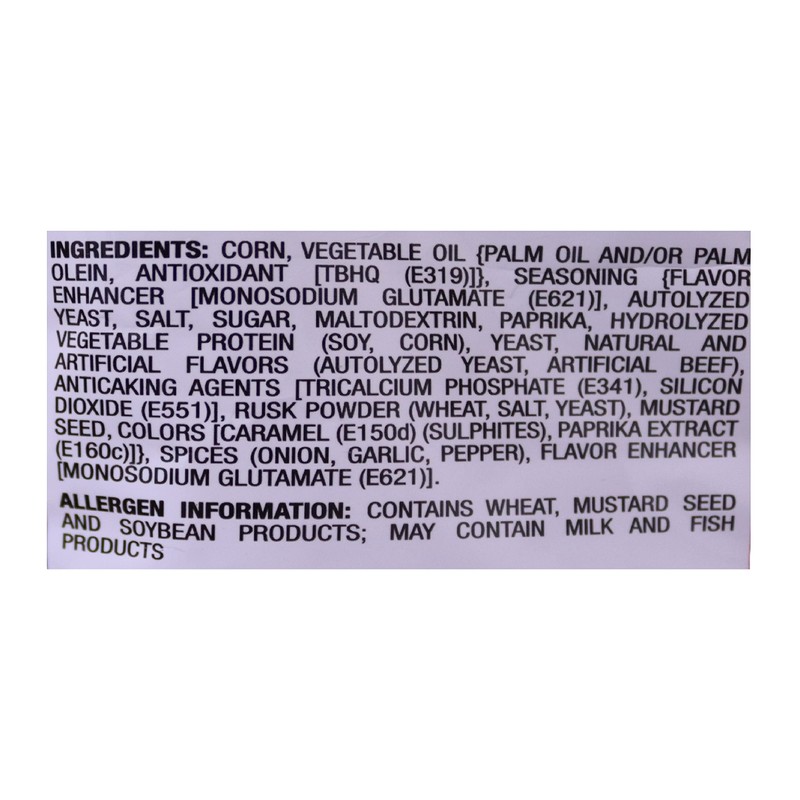 INGREDIENTS: CORN, VEGETABLE OIL {PALM OIL AND/OR PALM
OLEIN, ANTIOXIDANT [TBHQ (E319)]}, SEASONING {FLAVOR
ENHANCER [MONOSODIUM GLUTAMATE (E621)], AUTOLYZED
YEAST, SALT, SUGAR, MALTODEXTRIN, PAPRIKA, HYDROLYZED
VEGETABLE PROTEIN (SOY, CORN), YEAST, NATURAL AND
ARTIFICIAL FLAVORS (AUTOLYZED YEAST, ARTIFICIAL BEEF),
ANTICAKING AGENTS [TRICALCIUM PHOSPHATE (E341), SILICON
DIOXIDE (E551)], RUSK POWDER (WHEAT, SALT, YEAST), MUSTARD
SEED, COLORS [CARAMEL (E150d) (SULPHITES), PAPRIKA EXTRACT
(E160c)]}, SPICES (ONION, GARLIC, PEPPER), FLAVOR ENHANCER
[MONOSODIUM GLUTAMATE (E621)].
ALLERGEN INFORMATION: CONTAINS WHEAT, MUSTARD SEED
AND SOYBEAN PRODUCTS; MAY CONTAIN MILK AND FISH
PRODUCTS